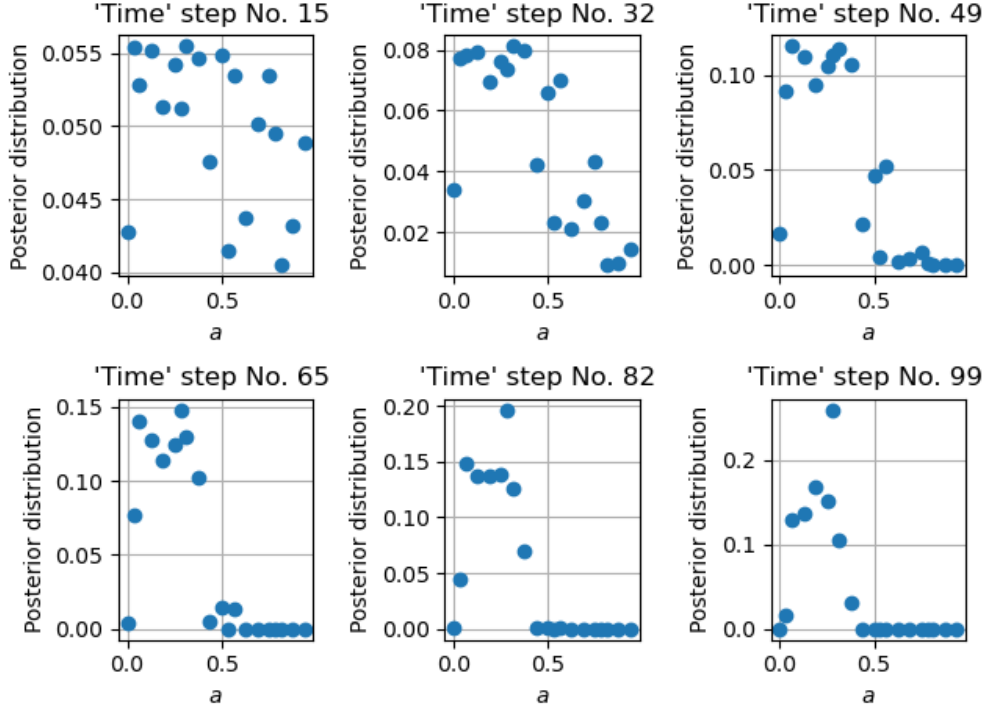 'Time' step No. 15
Posterior distribution
0.055
0.050
0.045
0.040
0.0
0.5
a
'Time' step No. 32
Posterior distribution
0.08
0.06
0.04
0.02
0.0
0.5
a
'Time' step No. 49
Posterior distribution
0.10
0.05
0.00
0.0
0.5
a
'Time' step No. 65
Posterior distribution
0.15
0.10
0.05
0.00
0.0
0.5
a
'Time' step No. 82
Posterior distribution
0.20
0.15
0.10
0.05
0.00
0.0
0.5
a
'Time' step No. 99
Posterior distribution
0.2
0.1
0.0
0.0
0.5
a